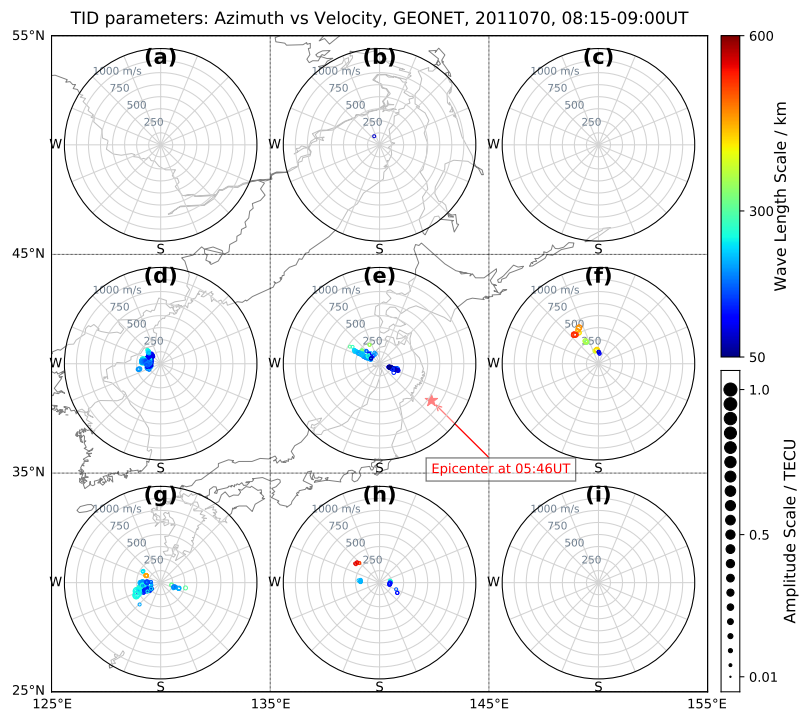 TID parameters: Azimuth vs Velocity, GEONET, 2011070, 08:15-09:00UT
55°N
45°N
35°N
25°N
125°E
135°E
145°E
155°E
(a)
1000 m/s
750
500
250
W
S
(b)
1000 m/s
750
500
250
W
S
(c)
1000 m/s
750
500
250
W
S
(d)
1000 m/s
750
500
250
W
S
(e)
1000 m/s
750
500
250
W
S
(f)
1000 m/s
750
500
250
W
S
Epicenter at 05:46UT
(g)
1000 m/s
750
500
250
W
S
(h)
1000 m/s
750
500
250
W
S
(i)
1000 m/s
750
500
250
W
S
600
300
50
Wave Length Scale / km
1.0
0.5
0.01
Amplitude Scale / TECU